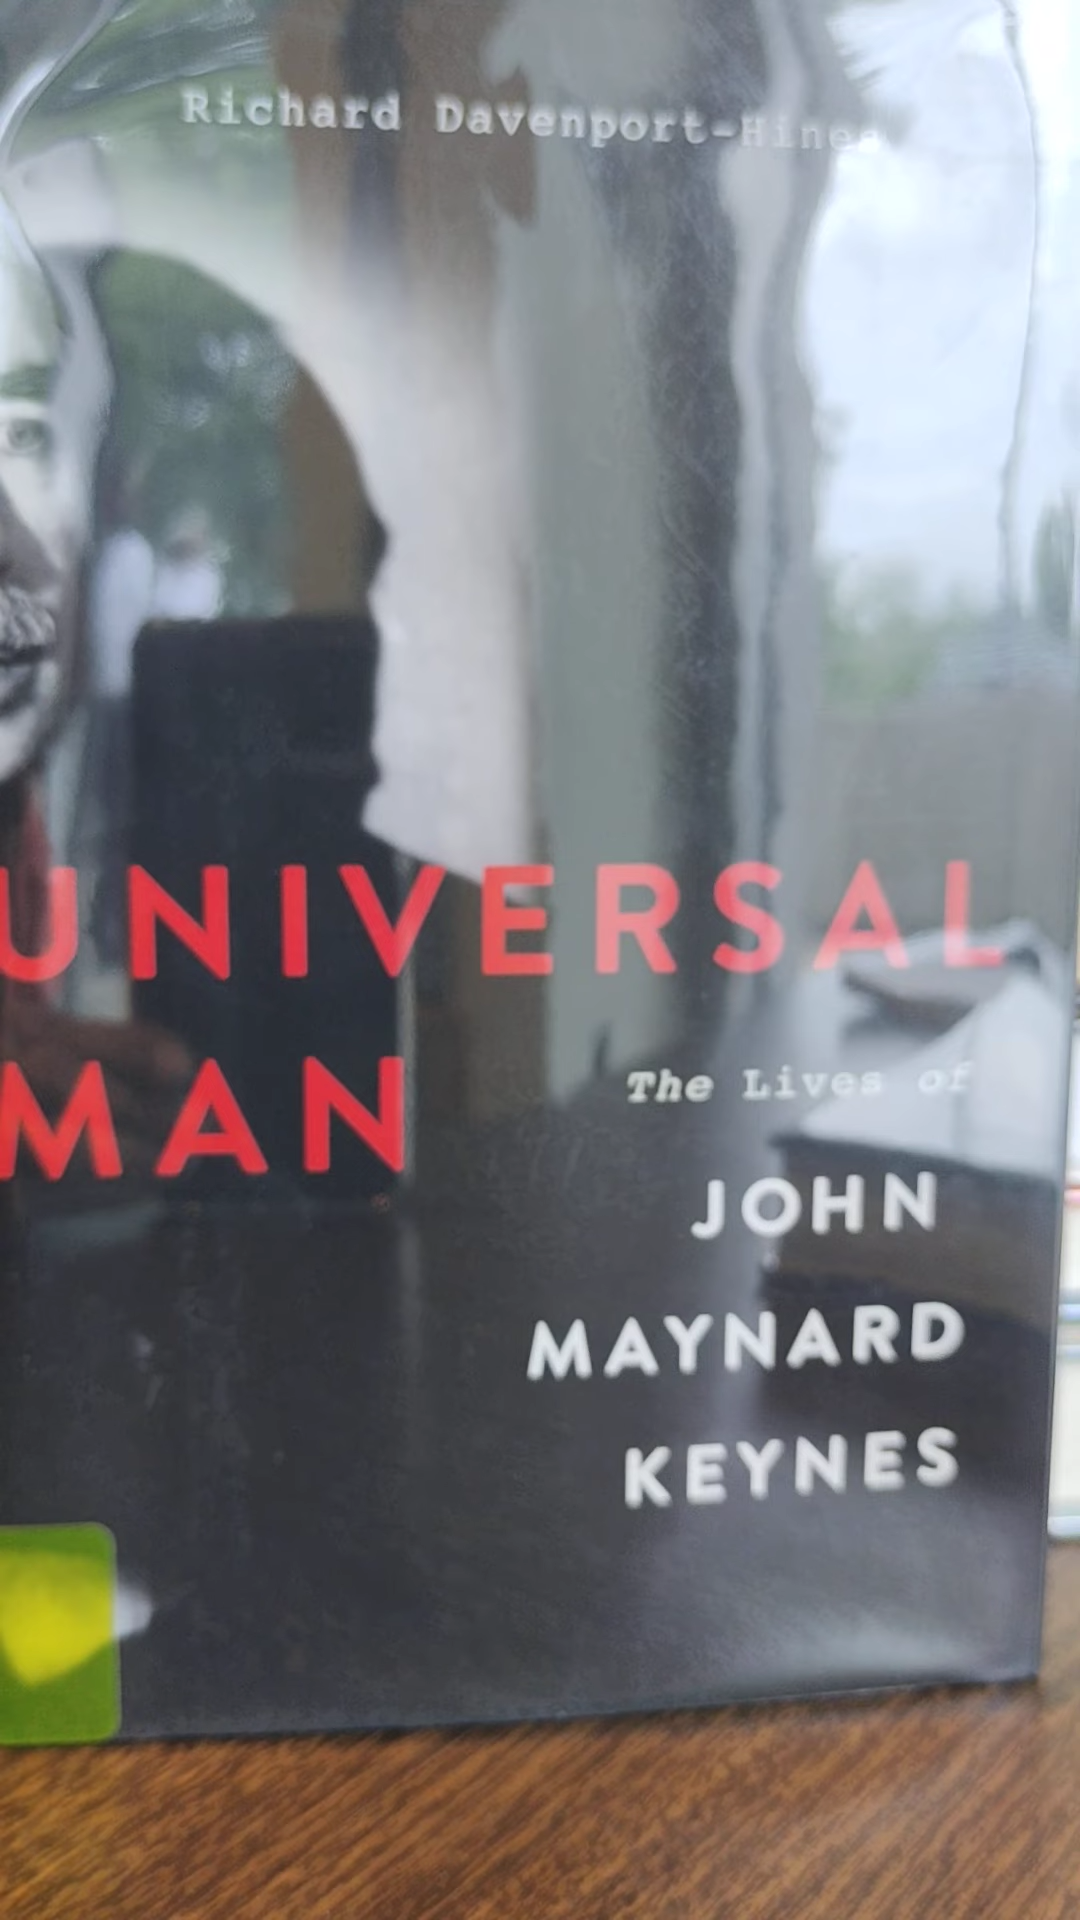 Richard Davenport-Hines
UNIVERSAL
MAN
The Lives of
JOHN
MAYNARD
KEYNES